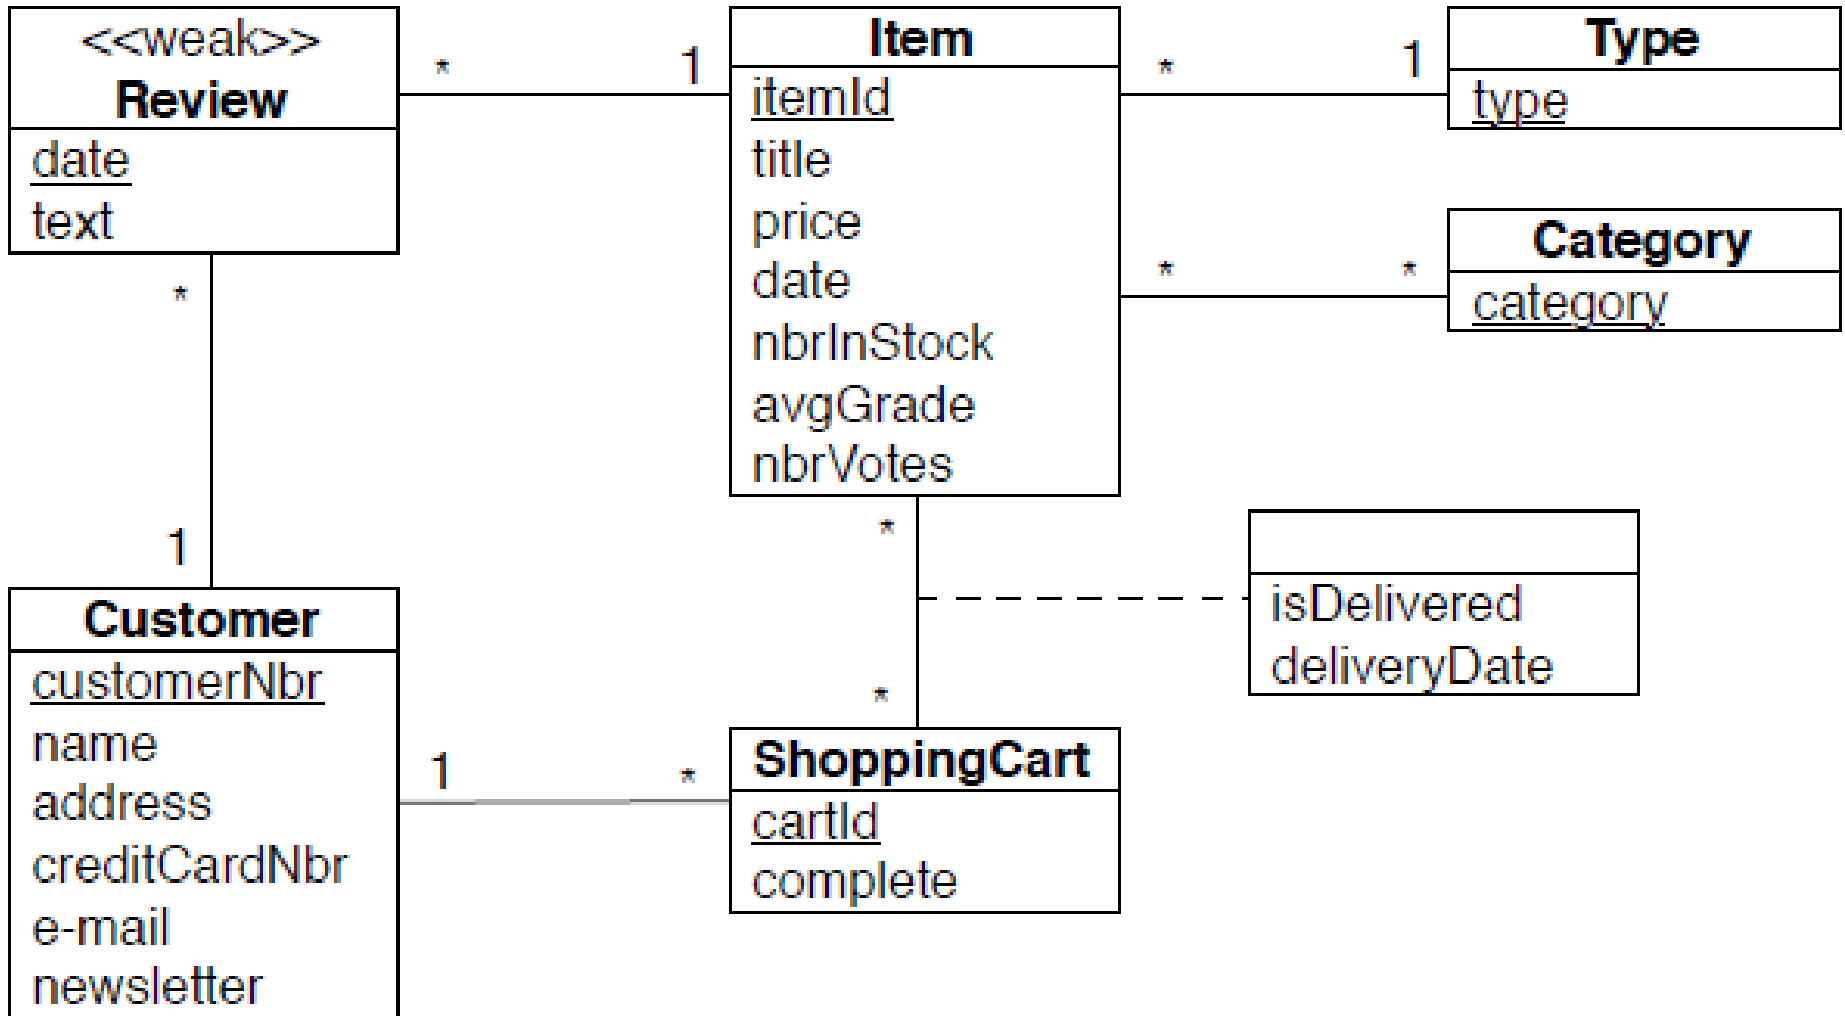 <<weak>>
Review
date
text
*
1
Item
itemId
title
price
date
nbrInStock
avgGrade
nbrVotes
*
1
Type
type
*
*
Category
category
*
1
*
*
isDelivered
deliveryDate
Customer
customerNbr
name
address
creditCardNbr
e-mail
newsletter
1
*
ShoppingCart
cartId
complete